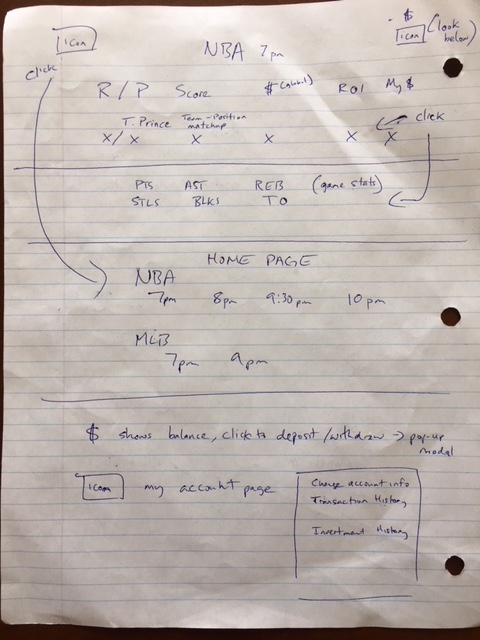 $
icon
icon (look below)
NBA 7pm
click
R/P Score $ (global) ROI My $
click
T. Prince Team-Position matchup
X/X X X X X
PTS AST REB (game stats)
STLS BLKS TO
HOME PAGE
NBA
7pm 8pm 9:30pm 10pm
MLB
7pm 9pm
$ shows balance, click to deposit/withdraw → pop-up modal
icon my account page
Change account info
Transaction History
Investment History